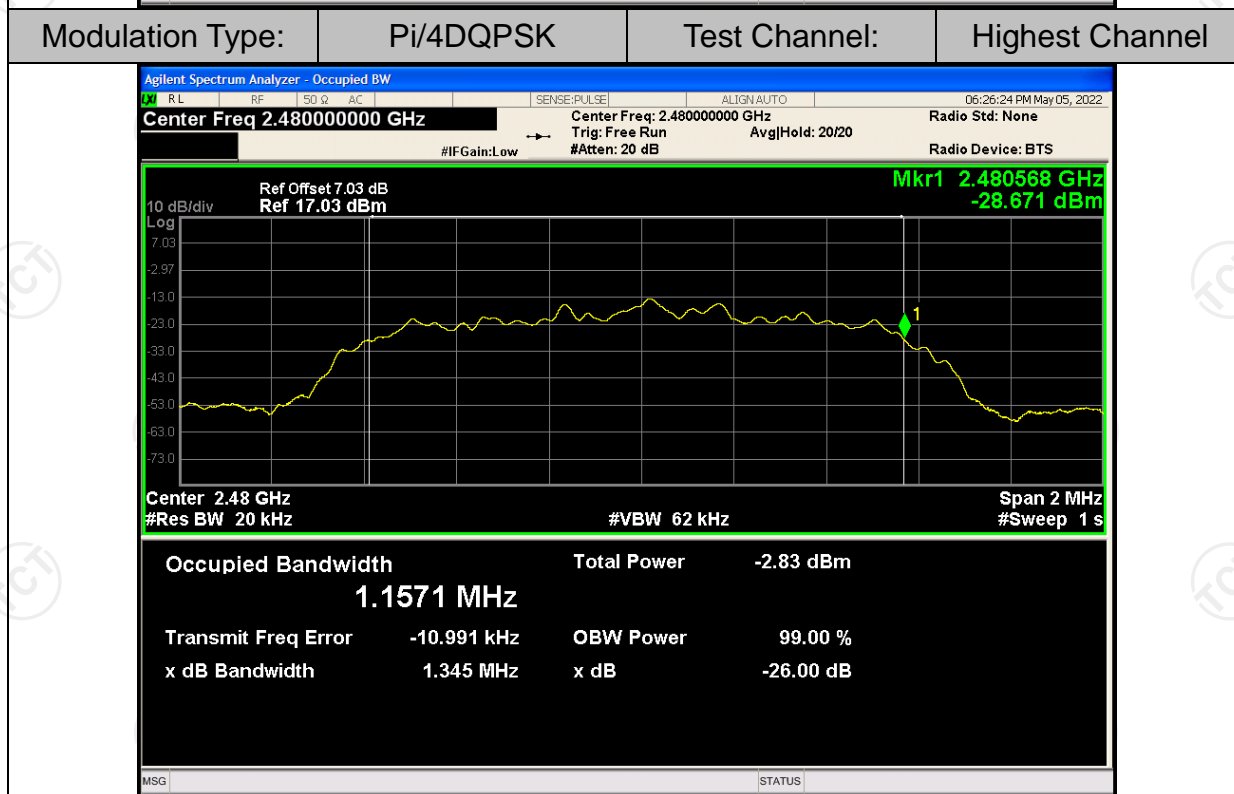 Modulation Type: Pi/4DQPSK Test Channel: Highest Channel
Agilent Spectrum Analyzer - Occupied BW
LXI RL RF 50 Ω AC SENSE:PULSE ALIGN AUTO 06:26:24 PM May 05, 2022
Center Freq 2.480000000 GHz Center Freq: 2.480000000 GHz Radio Std: None
Trig: Free Run Avg|Hold: 20/20
#IFGain:Low #Atten: 20 dB Radio Device: BTS
Mkr1 2.480568 GHz
-28.671 dBm
Ref Offset 7.03 dB
10 dB/div Ref 17.03 dBm
Log
7.03
-2.97
-13.0
-23.0
-33.0
-43.0
-53.0
-63.0
-73.0
1
Center 2.48 GHz Span 2 MHz
#Res BW 20 kHz #VBW 62 kHz #Sweep 1 s
Occupied Bandwidth Total Power -2.83 dBm
1.1571 MHz
Transmit Freq Error -10.991 kHz OBW Power 99.00 %
x dB Bandwidth 1.345 MHz x dB -26.00 dB
MSG STATUS
TCT
TCT
TCT
TCT